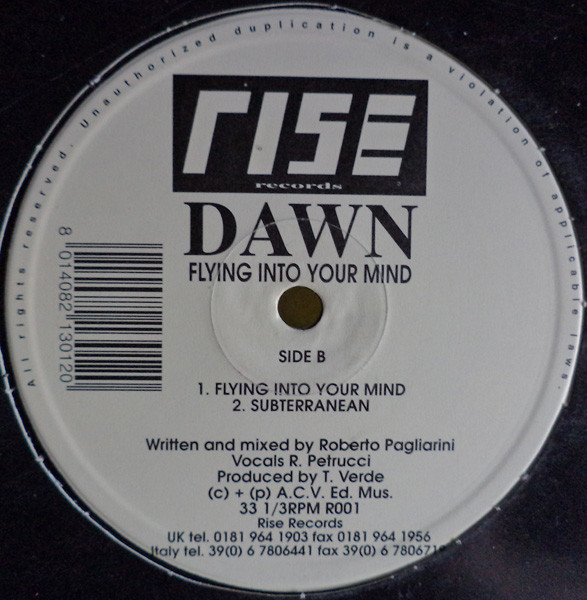 All rights reserved. Unauthorized duplication is a violation of applicable laws.
rise
records
DAWN
FLYING INTO YOUR MIND
8 014082 130120
SIDE B
1. FLYING INTO YOUR MIND
2. SUBTERRANEAN
Written and mixed by Roberto Pagliarini
Vocals R. Petrucci
Produced by T. Verde
(c) + (p) A.C.V. Ed. Mus.
33 1/3RPM R001
Rise Records
UK tel. 0181 964 1903 fax 0181 964 1956
Italy tel. 39(0) 6 7806441 fax 39(0) 6